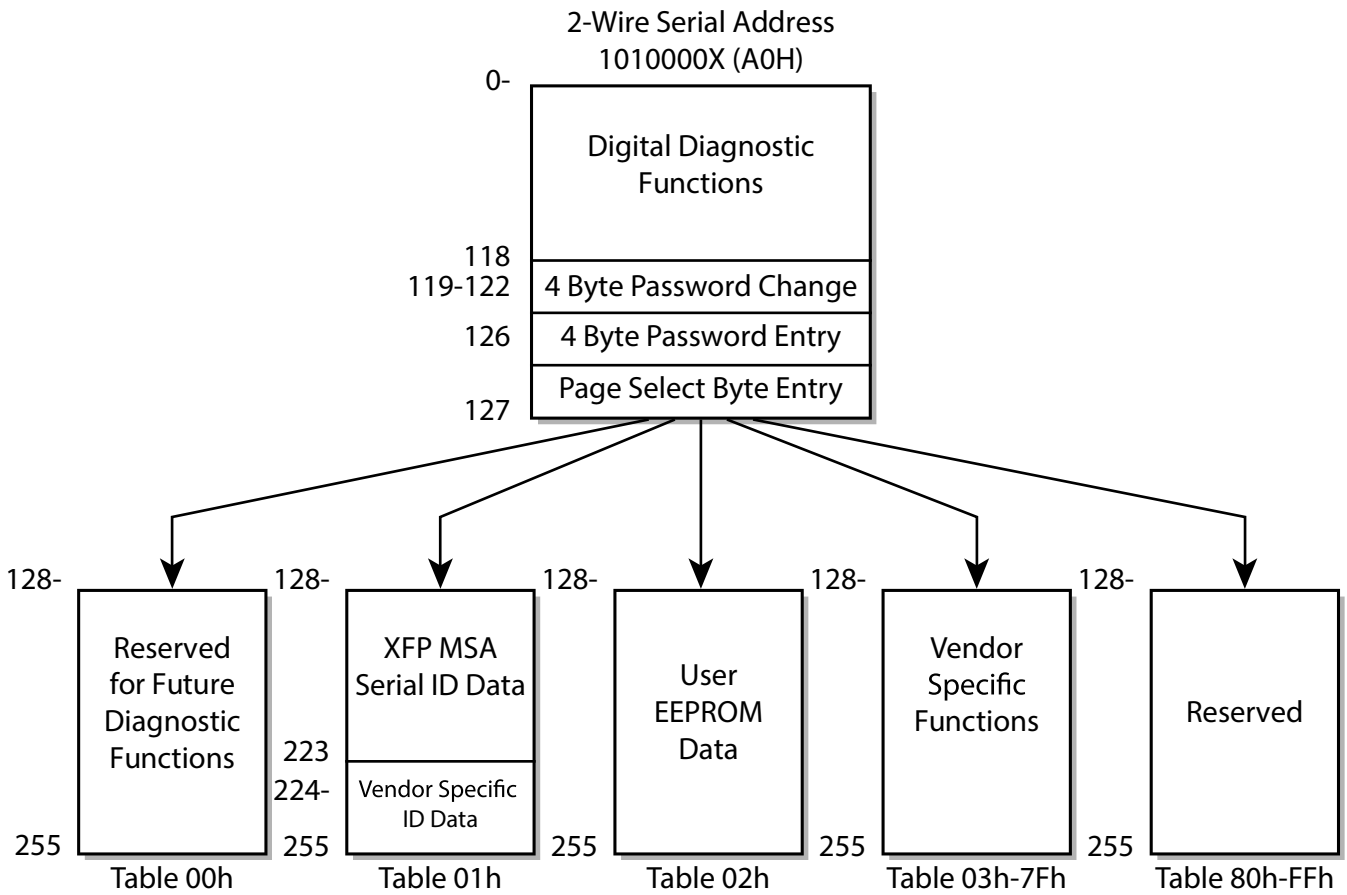 2-Wire Serial Address
1010000X (A0H)
0-
Digital Diagnostic
Functions
118
119-122
4 Byte Password Change
126
4 Byte Password Entry
Page Select Byte Entry
127
128-
Reserved
for Future
Diagnostic
Functions
255
Table 00h
128-
XFP MSA
Serial ID Data
223
224-
Vendor Specific
ID Data
255
Table 01h
128-
User
EEPROM
Data
255
Table 02h
128-
Vendor
Specific
Functions
255
Table 03h-7Fh
128-
Reserved
255
Table 80h-FFh